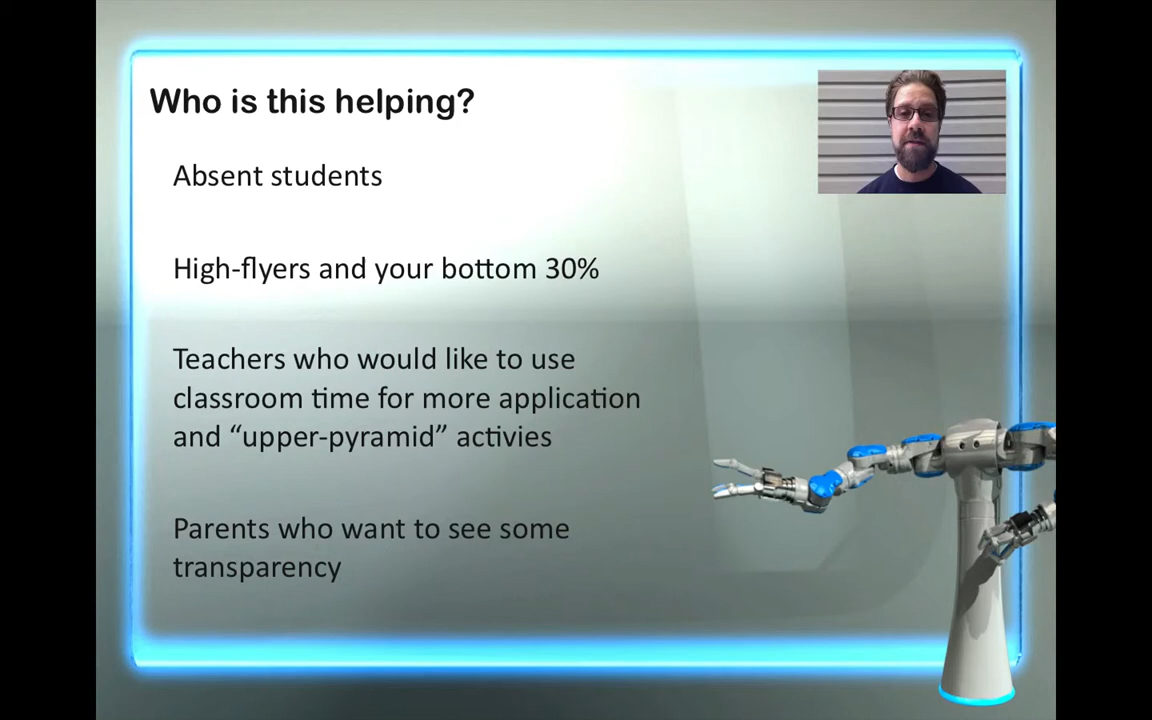 Who is this helping?
Absent students
High-flyers and your bottom 30%
Teachers who would like to use
classroom time for more application
and “upper-pyramid” activies
Parents who want to see some
transparency